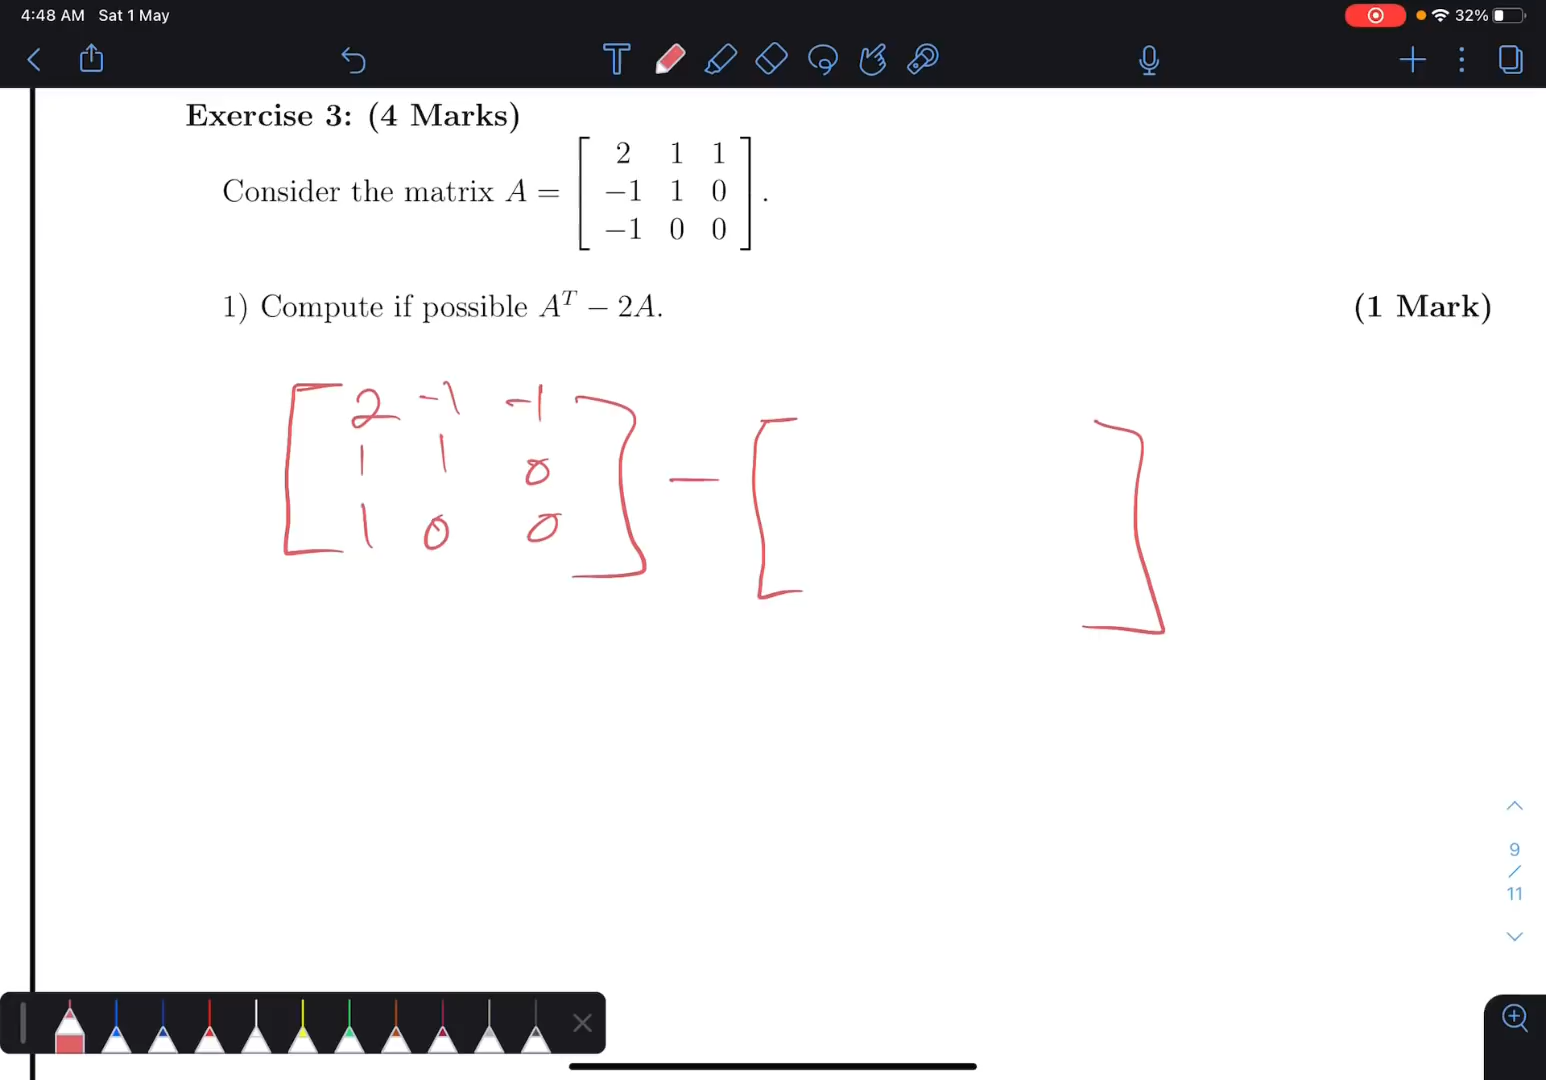 4:48 AM Sat 1 May
32%
T
Exercise 3: (4 Marks)
Consider the matrix A = [ 2 1 1
−1 1 0
−1 0 0 ] .
1) Compute if possible A^T − 2A. (1 Mark)
[ 2 -1 -1
1 1 0
1 0 0 ] − [ ]
9
/
11